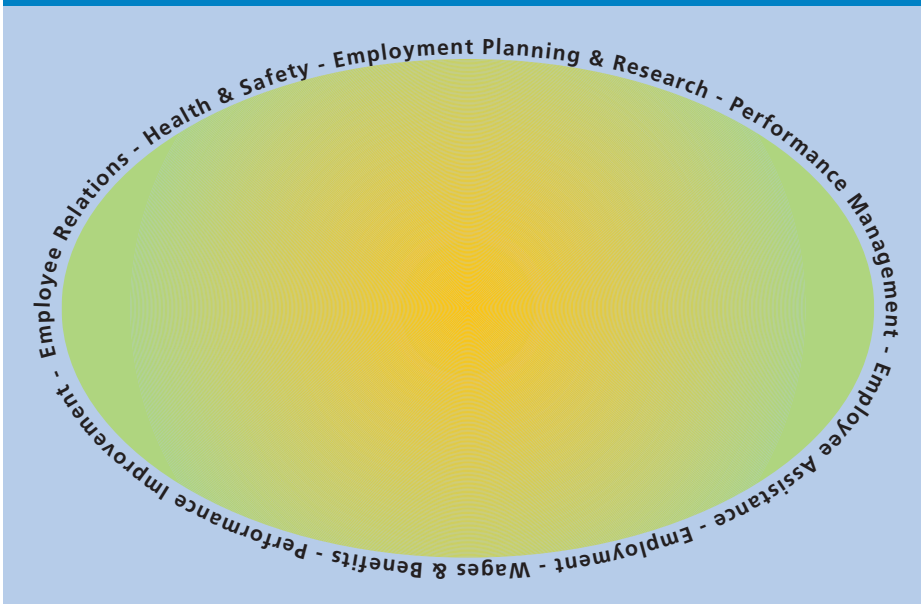 Employee Relations - Health & Safety - Employment Planning & Research - Performance Management - Employee Assistance - Employment - Wages & Benefits - Performance Improvement -